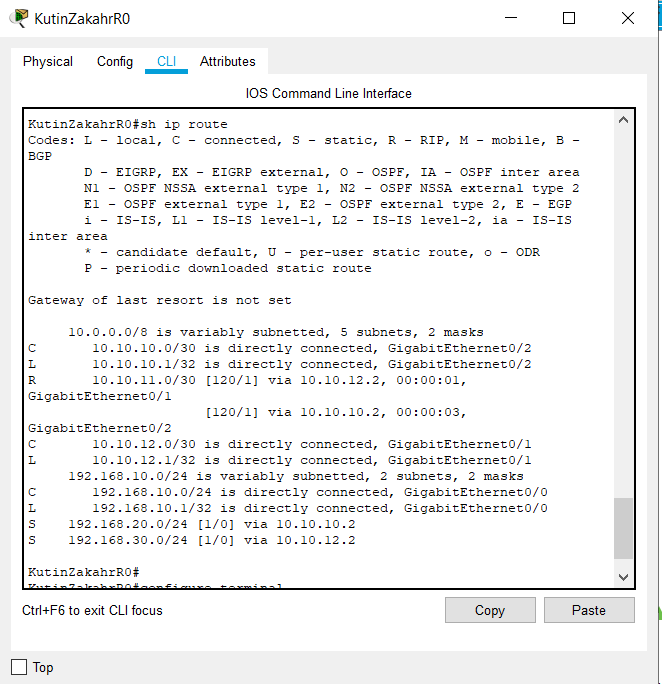 KutinZakahrR0
Physical Config CLI Attributes
IOS Command Line Interface
KutinZakahrR0#sh ip route
Codes: L - local, C - connected, S - static, R - RIP, M - mobile, B -
BGP
D - EIGRP, EX - EIGRP external, O - OSPF, IA - OSPF inter area
N1 - OSPF NSSA external type 1, N2 - OSPF NSSA external type 2
E1 - OSPF external type 1, E2 - OSPF external type 2, E - EGP
i - IS-IS, L1 - IS-IS level-1, L2 - IS-IS level-2, ia - IS-IS
inter area
* - candidate default, U - per-user static route, o - ODR
P - periodic downloaded static route
Gateway of last resort is not set
10.0.0.0/8 is variably subnetted, 5 subnets, 2 masks
C 10.10.10.0/30 is directly connected, GigabitEthernet0/2
L 10.10.10.1/32 is directly connected, GigabitEthernet0/2
R 10.10.11.0/30 [120/1] via 10.10.12.2, 00:00:01,
GigabitEthernet0/1
[120/1] via 10.10.10.2, 00:00:03,
GigabitEthernet0/2
C 10.10.12.0/30 is directly connected, GigabitEthernet0/1
L 10.10.12.1/32 is directly connected, GigabitEthernet0/1
192.168.10.0/24 is variably subnetted, 2 subnets, 2 masks
C 192.168.10.0/24 is directly connected, GigabitEthernet0/0
L 192.168.10.1/32 is directly connected, GigabitEthernet0/0
S 192.168.20.0/24 [1/0] via 10.10.10.2
S 192.168.30.0/24 [1/0] via 10.10.12.2
KutinZakahrR0#
KutinZakahrR0#configure terminal
Ctrl+F6 to exit CLI focus Copy Paste
Top